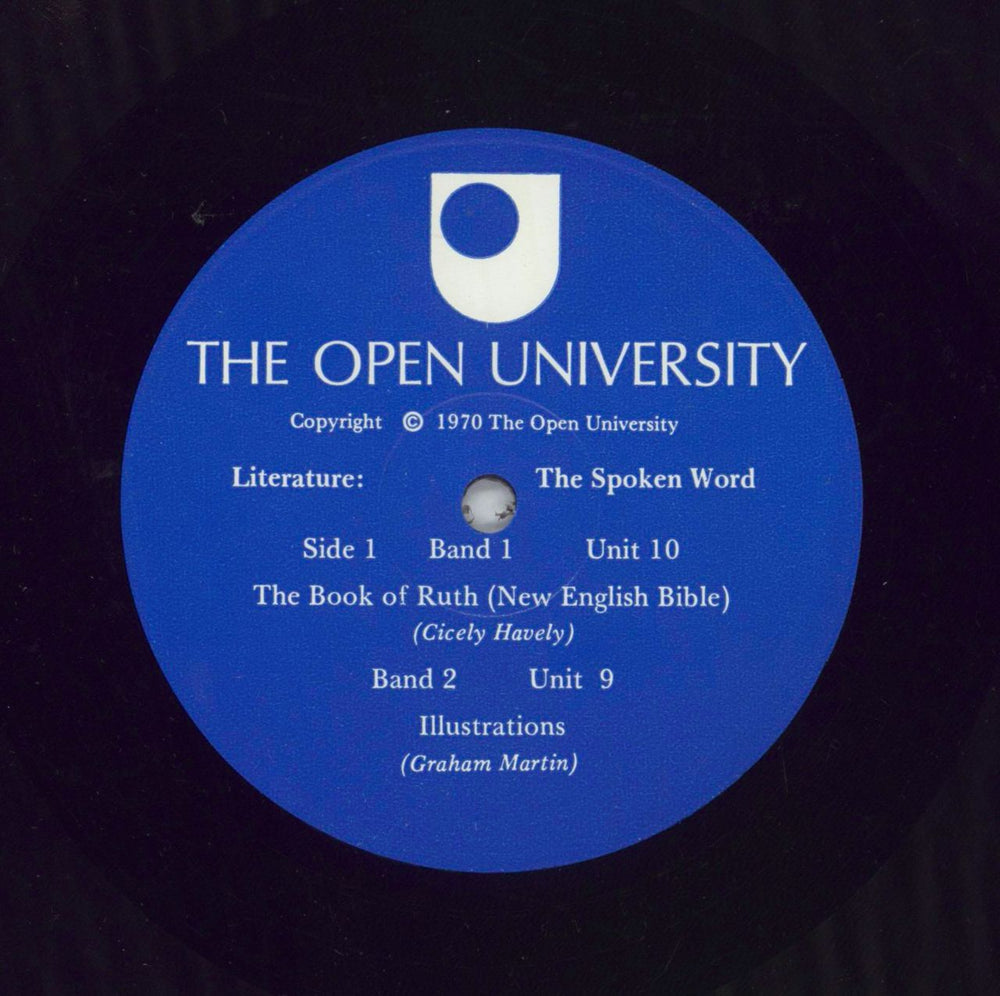 THE OPEN UNIVERSITY
Copyright © 1970 The Open University
Literature: The Spoken Word
Side 1 Band 1 Unit 10
The Book of Ruth (New English Bible)
(Cicely Havely)
Band 2 Unit 9
Illustrations
(Graham Martin)